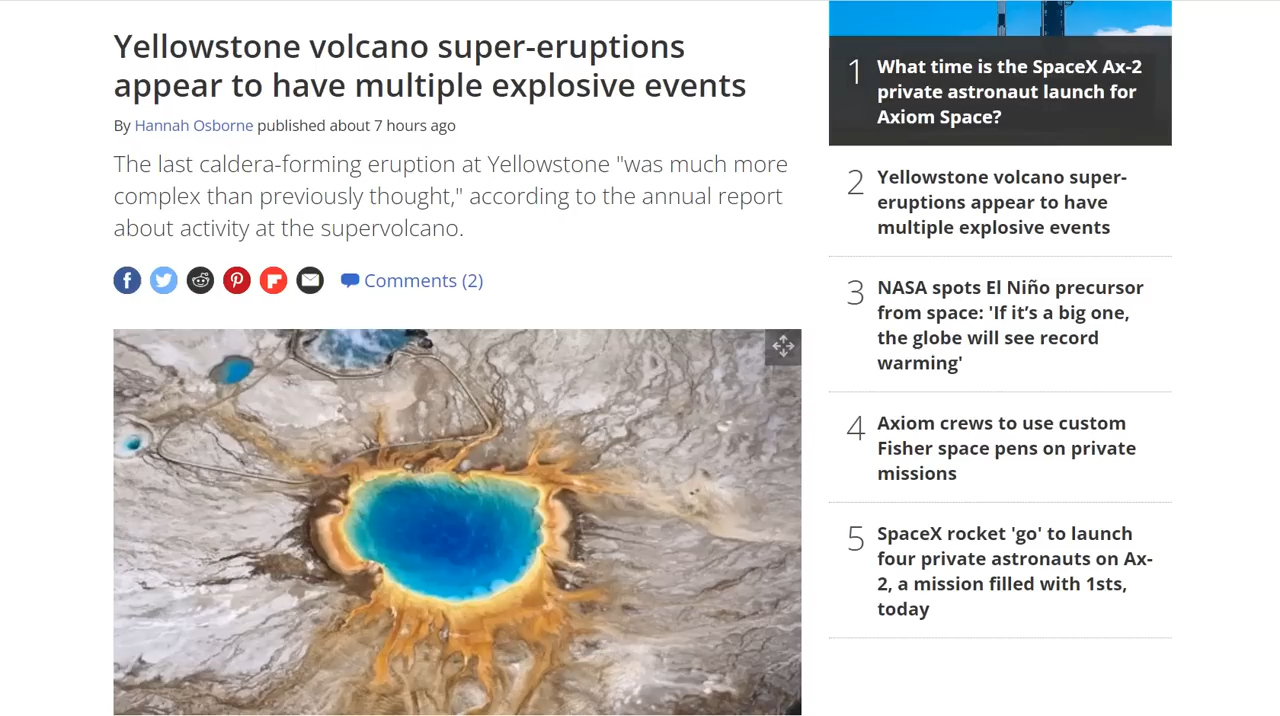 Yellowstone volcano super-eruptions
appear to have multiple explosive events
By Hannah Osborne published about 7 hours ago
The last caldera-forming eruption at Yellowstone "was much more
complex than previously thought," according to the annual report
about activity at the supervolcano.
Comments (2)
1
What time is the SpaceX Ax-2
private astronaut launch for
Axiom Space?
2
Yellowstone volcano super-
eruptions appear to have
multiple explosive events
3
NASA spots El Niño precursor
from space: 'If it’s a big one,
the globe will see record
warming'
4
Axiom crews to use custom
Fisher space pens on private
missions
5
SpaceX rocket 'go' to launch
four private astronauts on Ax-
2, a mission filled with 1sts,
today